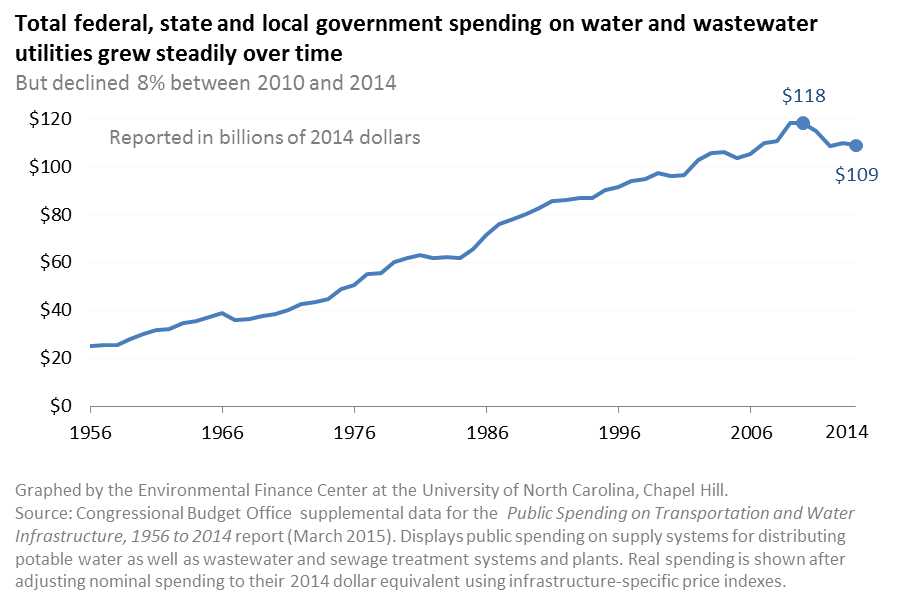 Total federal, state and local government spending on water and wastewater
utilities grew steadily over time
But declined 8% between 2010 and 2014
$118
$120
Reported in billions of 2014 dollars
$100
$109
$80
$60
$40
$20
$0
1956 1966 1976 1986 1996 2006 2014
Graphed by the Environmental Finance Center at the University of North Carolina, Chapel Hill.
Source: Congressional Budget Office supplemental data for the Public Spending on Transportation and Water
Infrastructure, 1956 to 2014 report (March 2015). Displays public spending on supply systems for distributing
potable water as well as wastewater and sewage treatment systems and plants. Real spending is shown after
adjusting nominal spending to their 2014 dollar equivalent using infrastructure-specific price indexes.